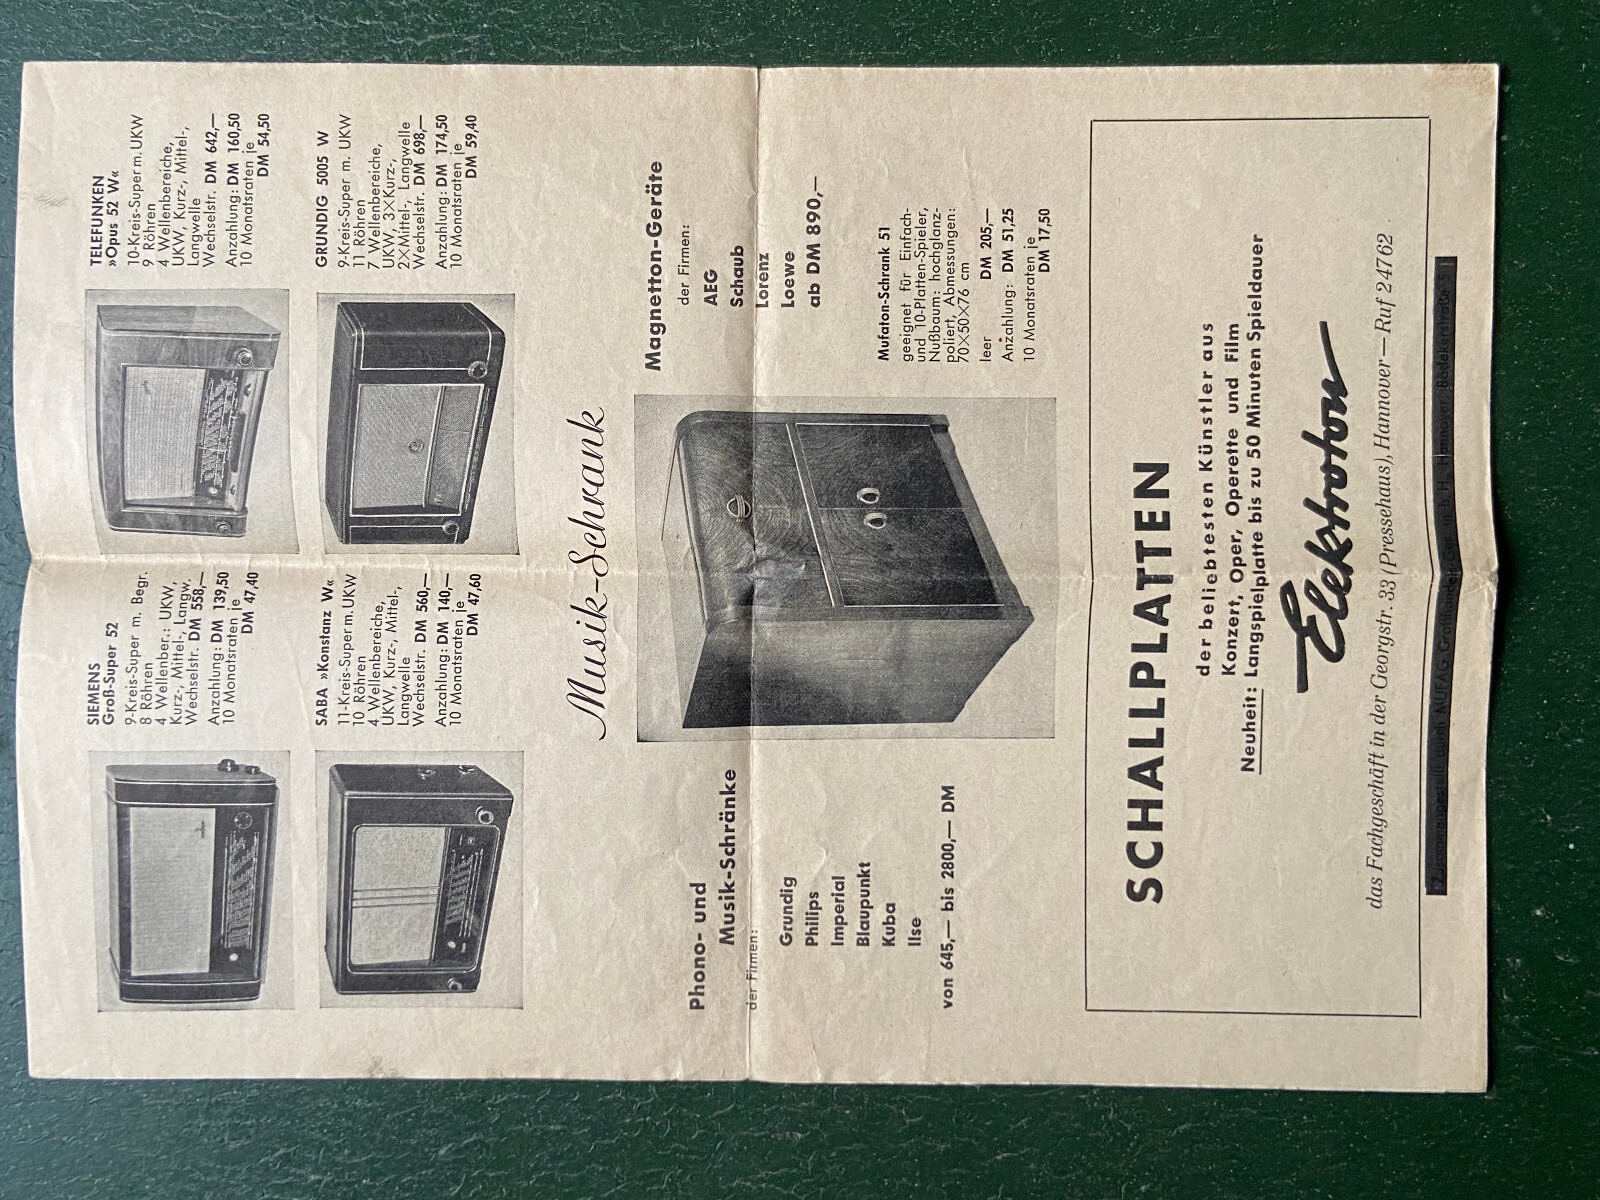 SIEMENS
Groß-Super 52
9-Kreis-Super m. Begr.
8 Röhren
4 Wellenber.: UKW,
Kurz-, Mittel-, Langw.
Wechselstr. DM 558,—
Anzahlung: DM 139,50
10 Monatsraten je
DM 47,40
TELEFUNKEN
»Opus 52 W«
10-Kreis-Super m. UKW
9 Röhren
4 Wellenbereiche,
UKW, Kurz-, Mittel-,
Langwelle
Wechselstr. DM 642,—
Anzahlung: DM 160,50
10 Monatsraten je
DM 54,50
SABA »Konstanz W«
11-Kreis-Super m. UKW
10 Röhren
4 Wellenbereiche,
UKW, Kurz-, Mittel-,
Langwelle
Wechselstr. DM 560,—
Anzahlung: DM 140,—
10 Monatsraten je
DM 47,60
GRUNDIG 5005 W
9-Kreis-Super m. UKW
11 Röhren
7 Wellenbereiche,
UKW, 3×Kurz-,
2×Mittel-, Langwelle
Wechselstr. DM 698,—
Anzahlung: DM 174,50
10 Monatsraten je
DM 59,40
Musik-Schrank
Phono- und
Musik-Schränke
der Firmen:
Grundig
Philips
Imperial
Blaupunkt
Kuba
Ilse
von 645,— bis 2800,— DM
Magnetton-Geräte
der Firmen:
AEG
Schaub
Lorenz
Loewe
ab DM 890,—
Mufaton-Schrank 51
geeignet für Einfach-
und 10-Platten-Spieler,
Nußbaum: hochglanz-
poliert, Abmessungen:
70×50×76 cm
leer DM 205,—
Anzahlung: DM 51,25
10 Monatsraten je
DM 17,50
SCHALLPLATTEN
der beliebtesten Künstler aus
Konzert, Oper, Operette und Film
Neuheit: Langspielplatte bis zu 50 Minuten Spieldauer
Elektroton
das Fachgeschäft in der Georgstr. 33 (Pressehaus), Hannover — Ruf 24762
MUFAG Großhandels Ges. m. b. H. Hannover,